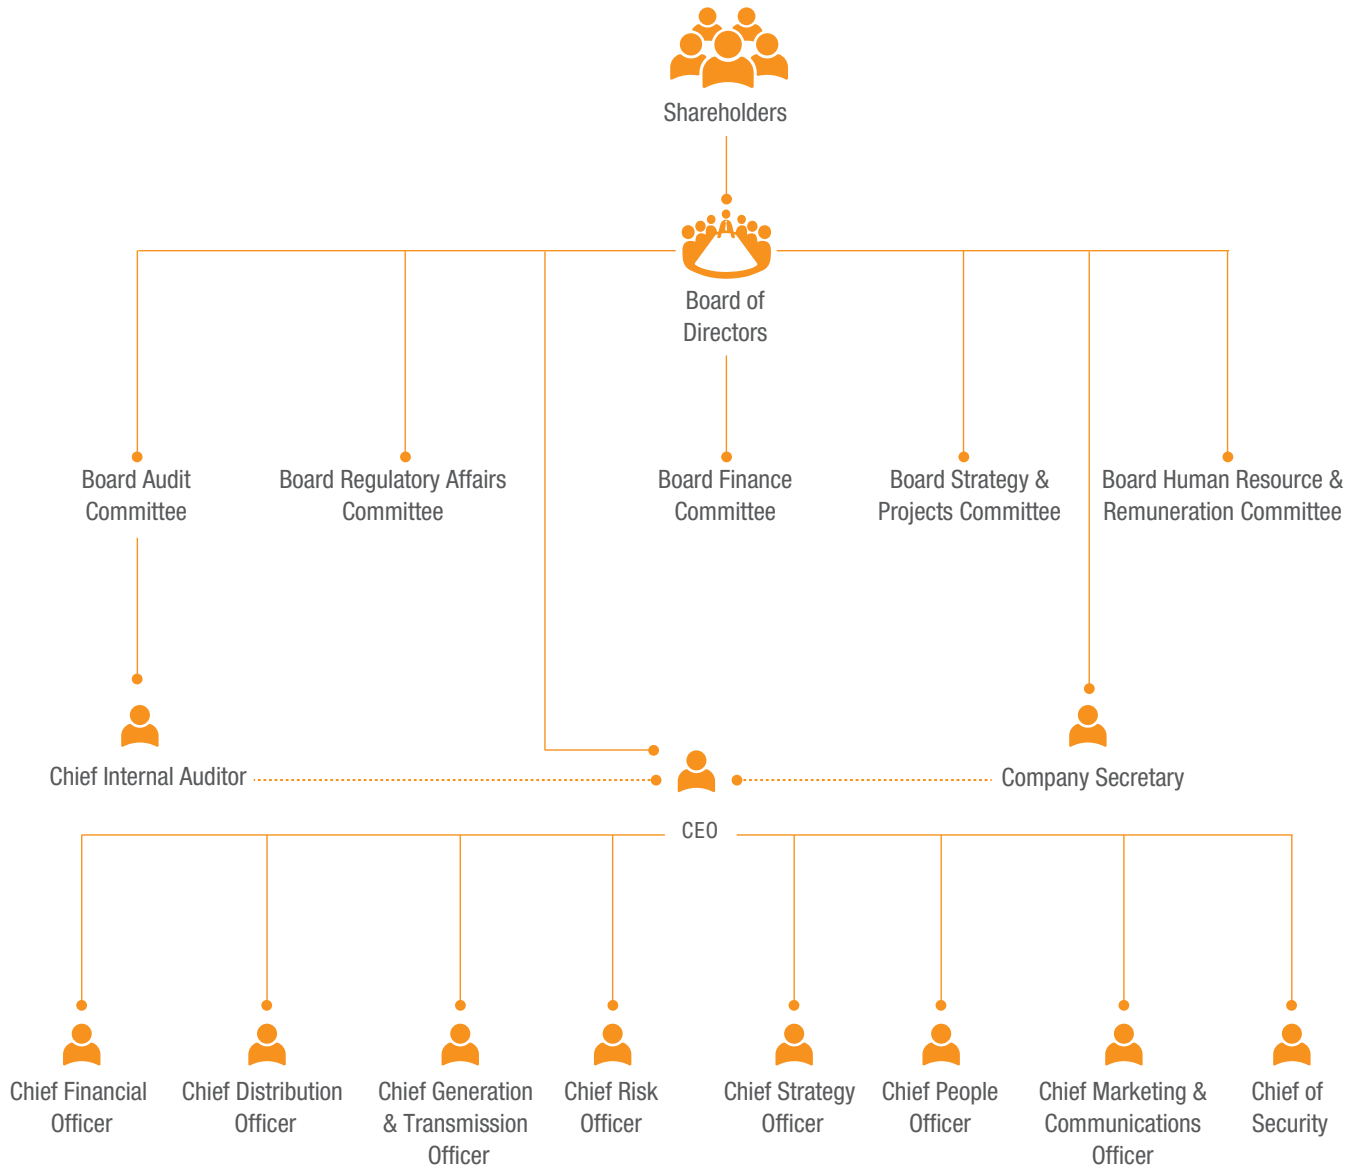 Shareholders
Board of
Directors
Board Audit
Committee
Board Regulatory Affairs
Committee
Board Finance
Committee
Board Strategy &
Projects Committee
Board Human Resource &
Remuneration Committee
Chief Internal Auditor
Company Secretary
CEO
Chief Financial
Officer
Chief Distribution
Officer
Chief Generation
& Transmission
Officer
Chief Risk
Officer
Chief Strategy
Officer
Chief People
Officer
Chief Marketing &
Communications
Officer
Chief of
Security